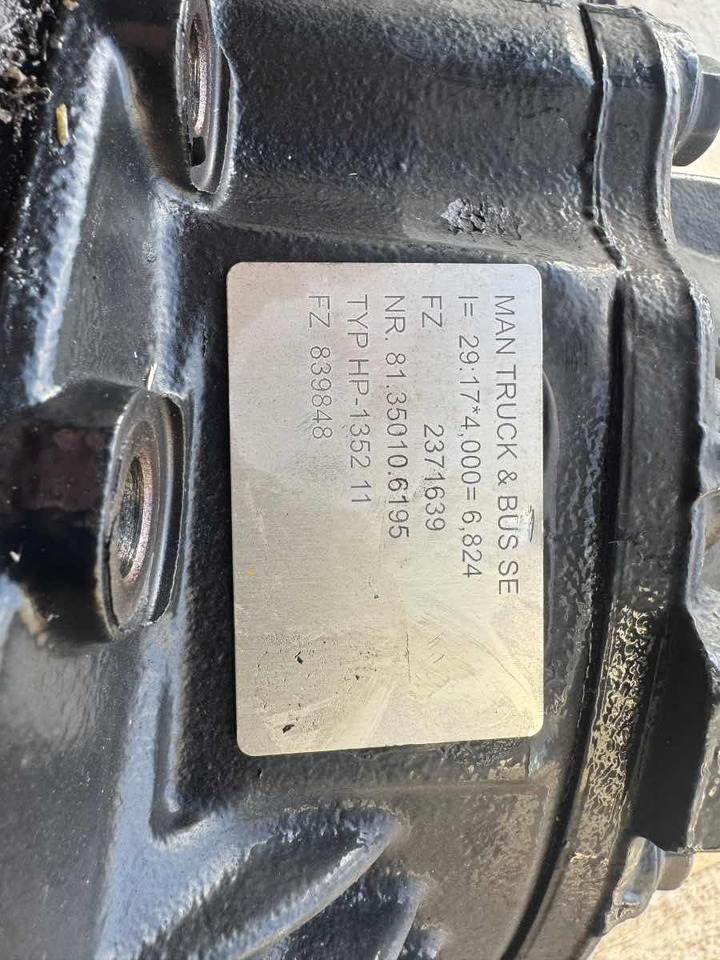 MAN TRUCK & BUS SE
I= 29:17*4,000= 6,824
FZ 2371639
NR. 81.35010.6195
TYP HP-1352 11
FZ 839848